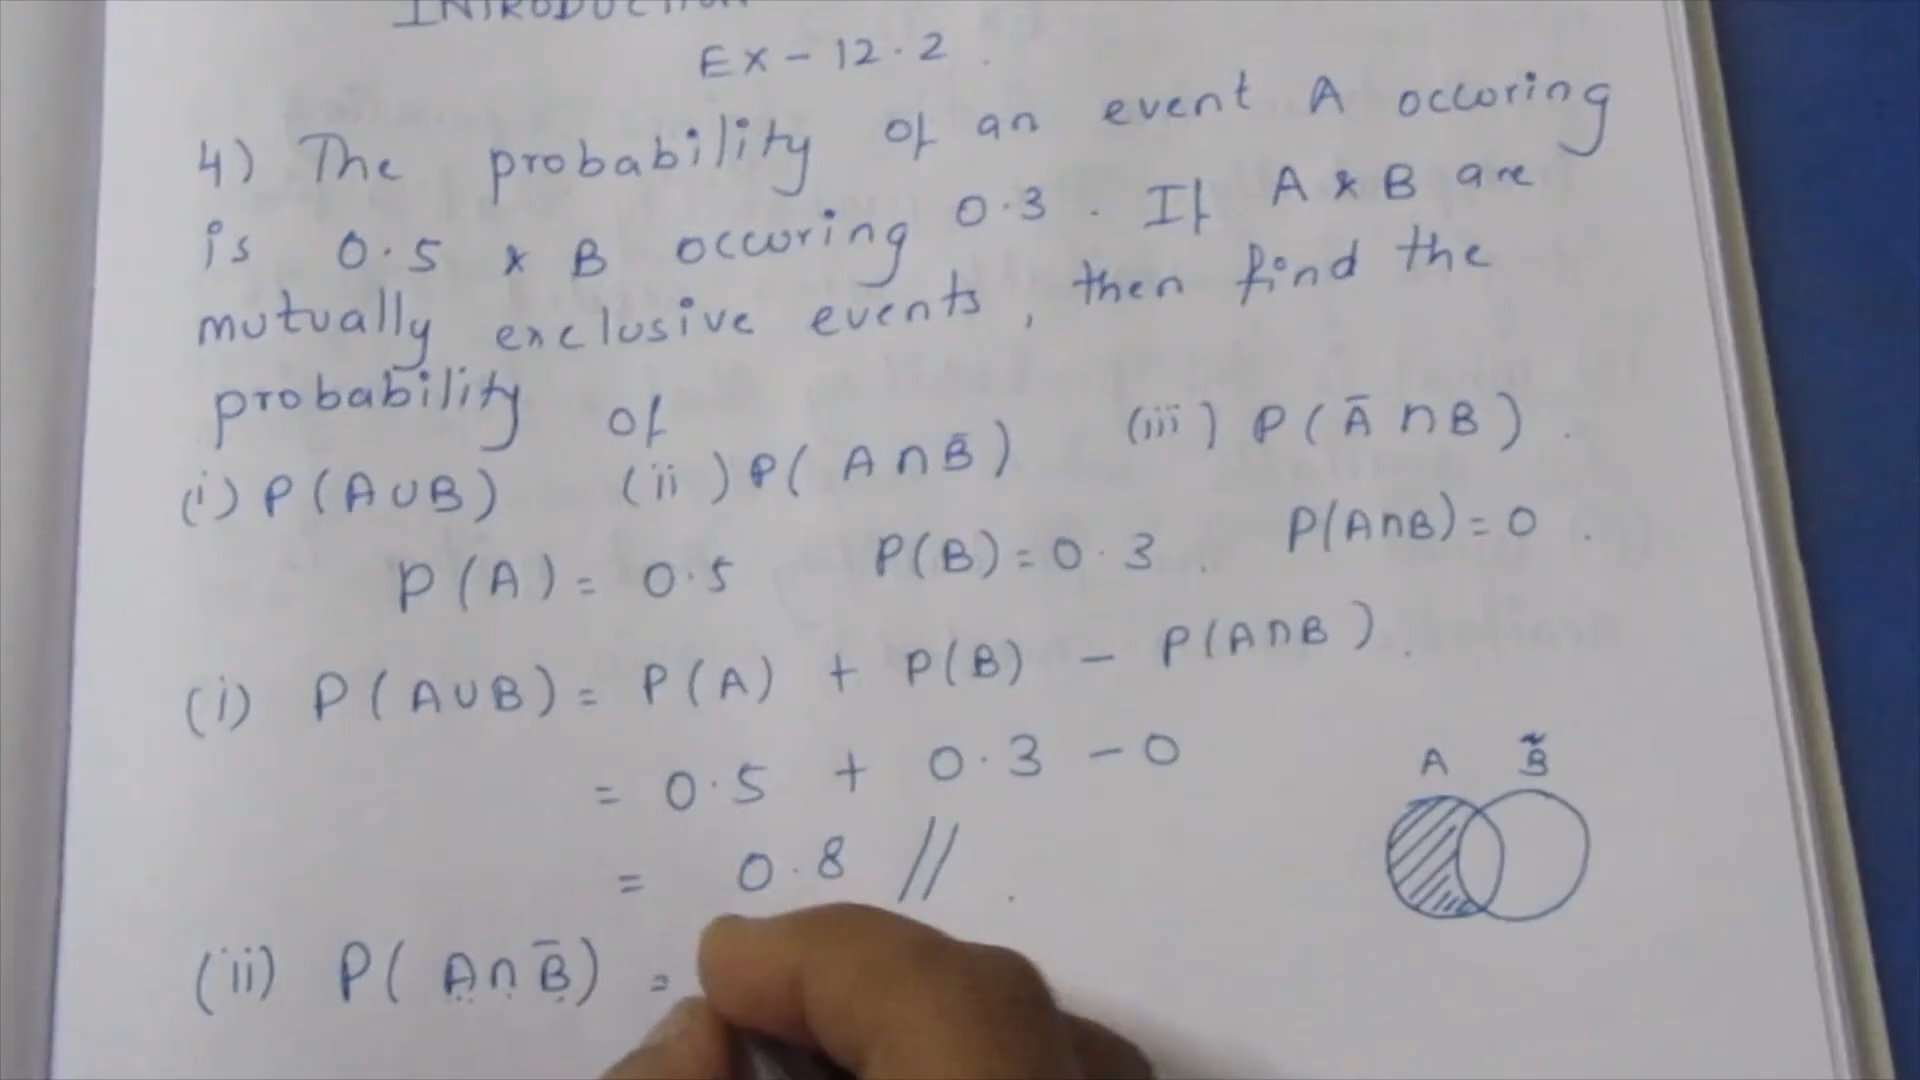 INTRODUCTION
Ex - 12.2.
4) The probability of an event A occoring
is 0.5 & B occuring 0.3. If A & B are
mutually exclusive events, then find the
probability of
(i) P(A∪B) (ii) P(A∩B̄) (iii) P(Ā∩B).
P(A) = 0.5 P(B) = 0.3. P(A∩B) = 0.
(i) P(A∪B) = P(A) + P(B) - P(A∩B).
= 0.5 + 0.3 - 0
= 0.8 //.
A B̄
(ii) P(A∩B̄) =